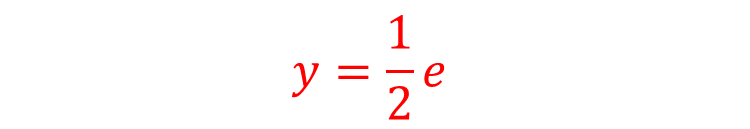 y = 1/2 e